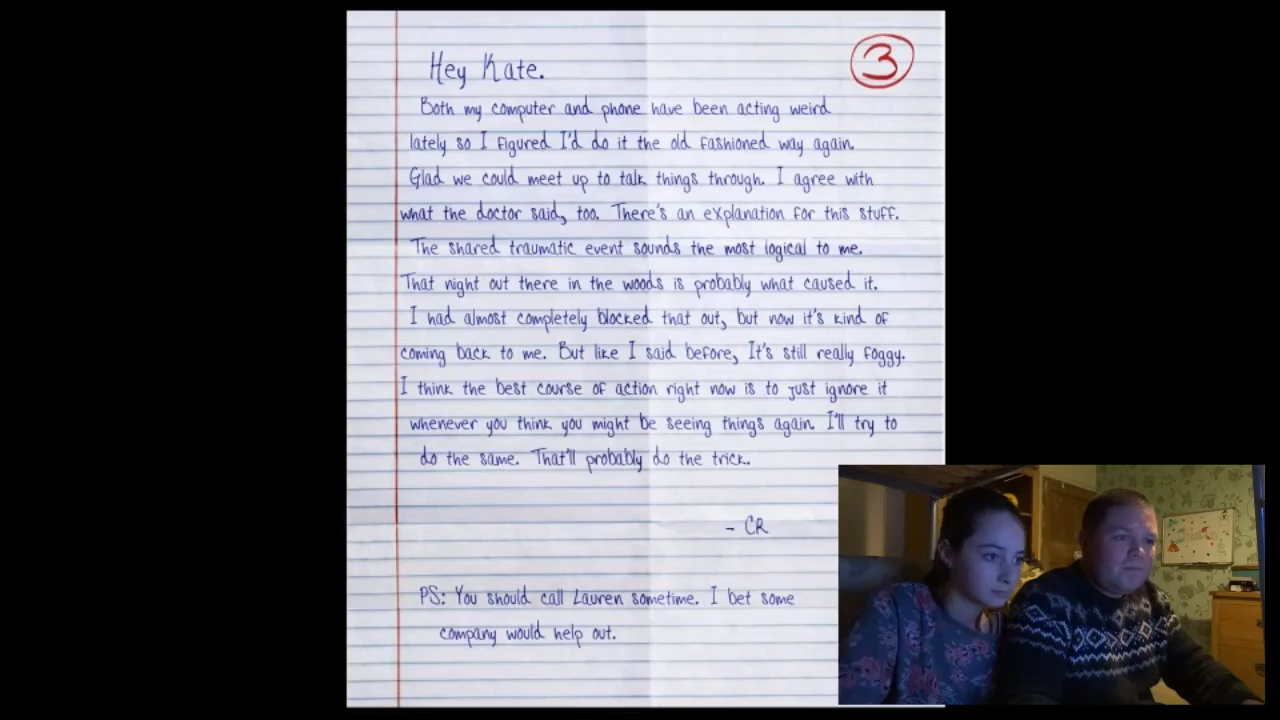 3
Hey Kate.
Both my computer and phone have been acting weird
lately so I figured I'd do it the old fashioned way again.
Glad we could meet up to talk things through. I agree with
what the doctor said, too. There's an explanation for this stuff.
The shared traumatic event sounds the most logical to me.
That night out there in the woods is probably what caused it.
I had almost completely blocked that out, but now it's kind of
coming back to me. But like I said before, It's still really foggy.
I think the best course of action right now is to just ignore it
whenever you think you might be seeing things again. I'll try to
do the same. That'll probably do the trick.
- CR
PS: You should call Lauren sometime. I bet some
company would help out.